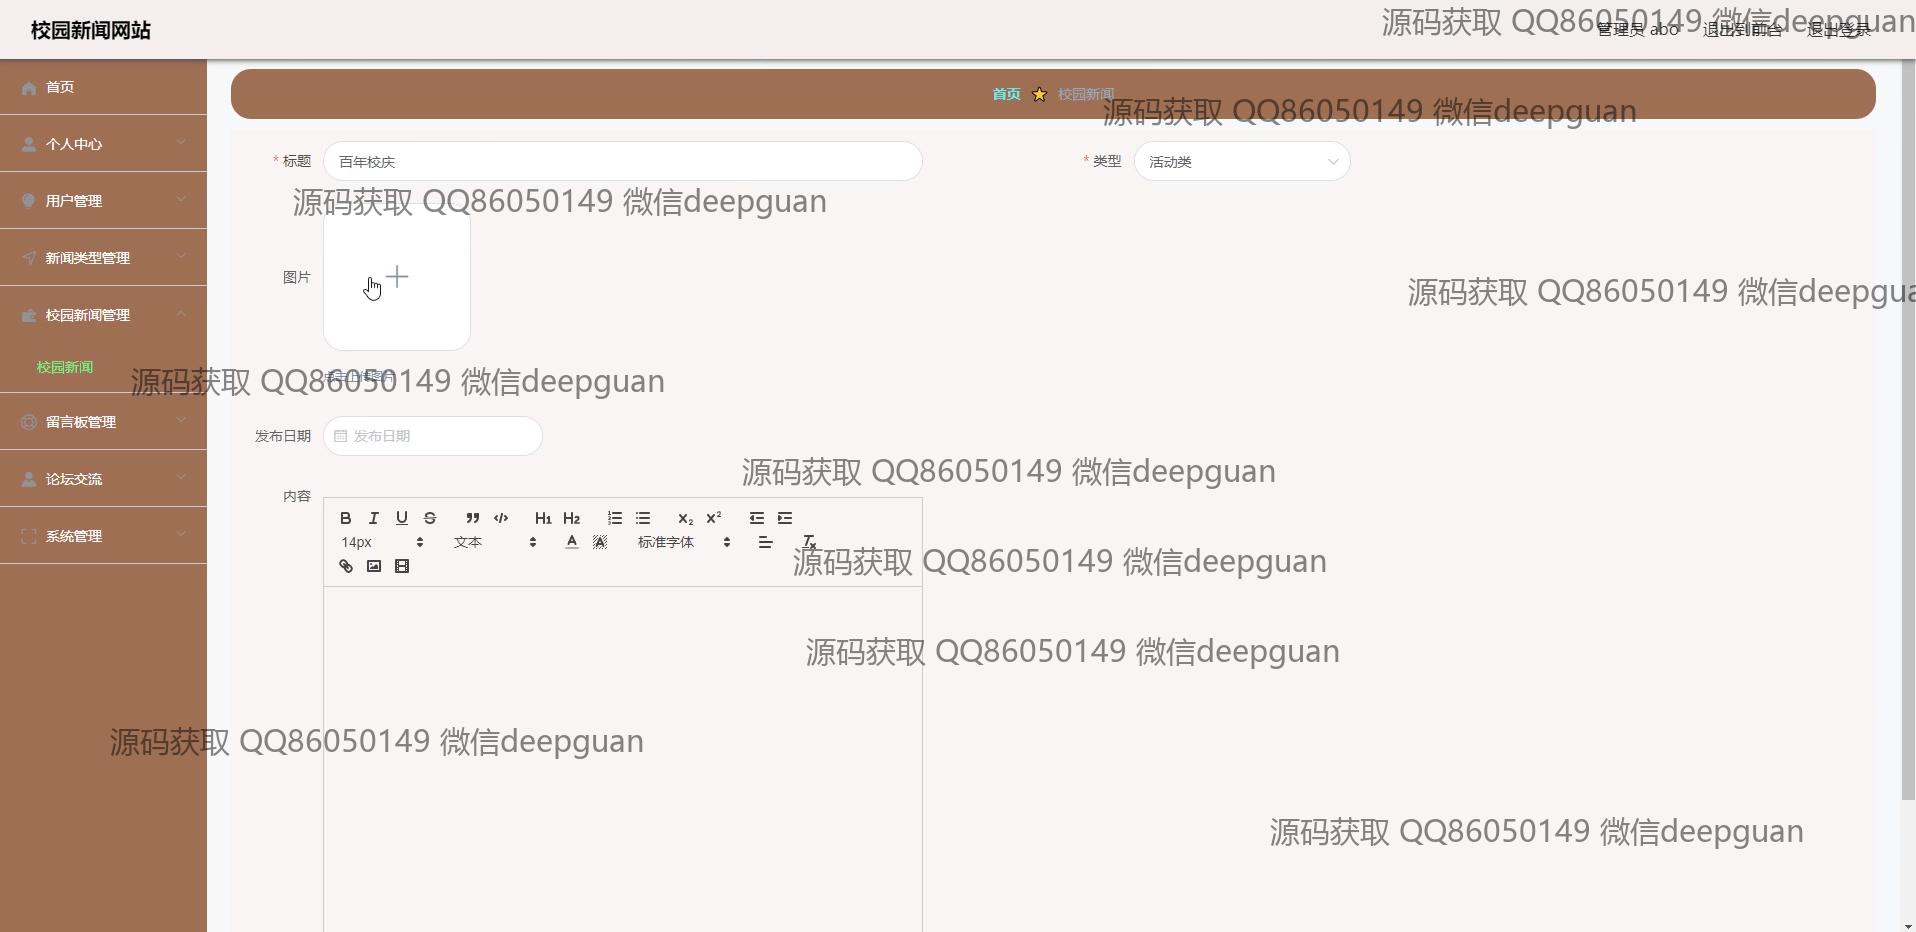 校园新闻网站
源码获取 QQ86050149 微信deepguan
管理员 abo 退出到前台 退出登录
首页
个人中心
用户管理
新闻类型管理
校园新闻管理
校园新闻
留言板管理
论坛交流
系统管理
首页 校园新闻
源码获取 QQ86050149 微信deepguan
* 标题 百年校庆 * 类型 活动类
源码获取 QQ86050149 微信deepguan
图片
源码获取 QQ86050149 微信deepgua
点击上传图片
源码获取 QQ86050149 微信deepguan
发布日期 发布日期
源码获取 QQ86050149 微信deepguan
内容
B I U S H1 H2 X2 X2
14px 文本 A A 标准字体 Tx
源码获取 QQ86050149 微信deepguan
源码获取 QQ86050149 微信deepguan
源码获取 QQ86050149 微信deepguan
源码获取 QQ86050149 微信deepguan